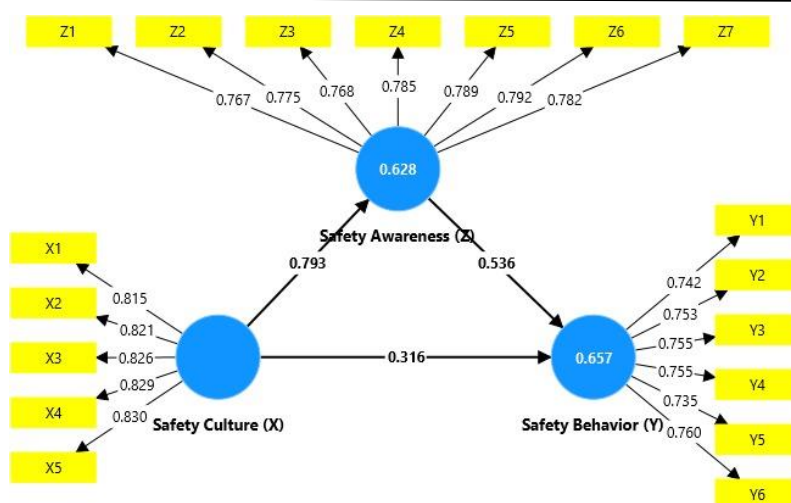 Z1 Z2 Z3 Z4 Z5 Z6 Z7
0.767 0.775 0.768 0.785 0.789 0.792 0.782
0.628
Safety Awareness (Z)
0.793 0.536
X1
X2
X3
X4
X5
0.815
0.821
0.826
0.829
0.830
Safety Culture (X)
0.316
0.657
Safety Behavior (Y)
0.742
0.753
0.755
0.755
0.735
0.760
Y1
Y2
Y3
Y4
Y5
Y6